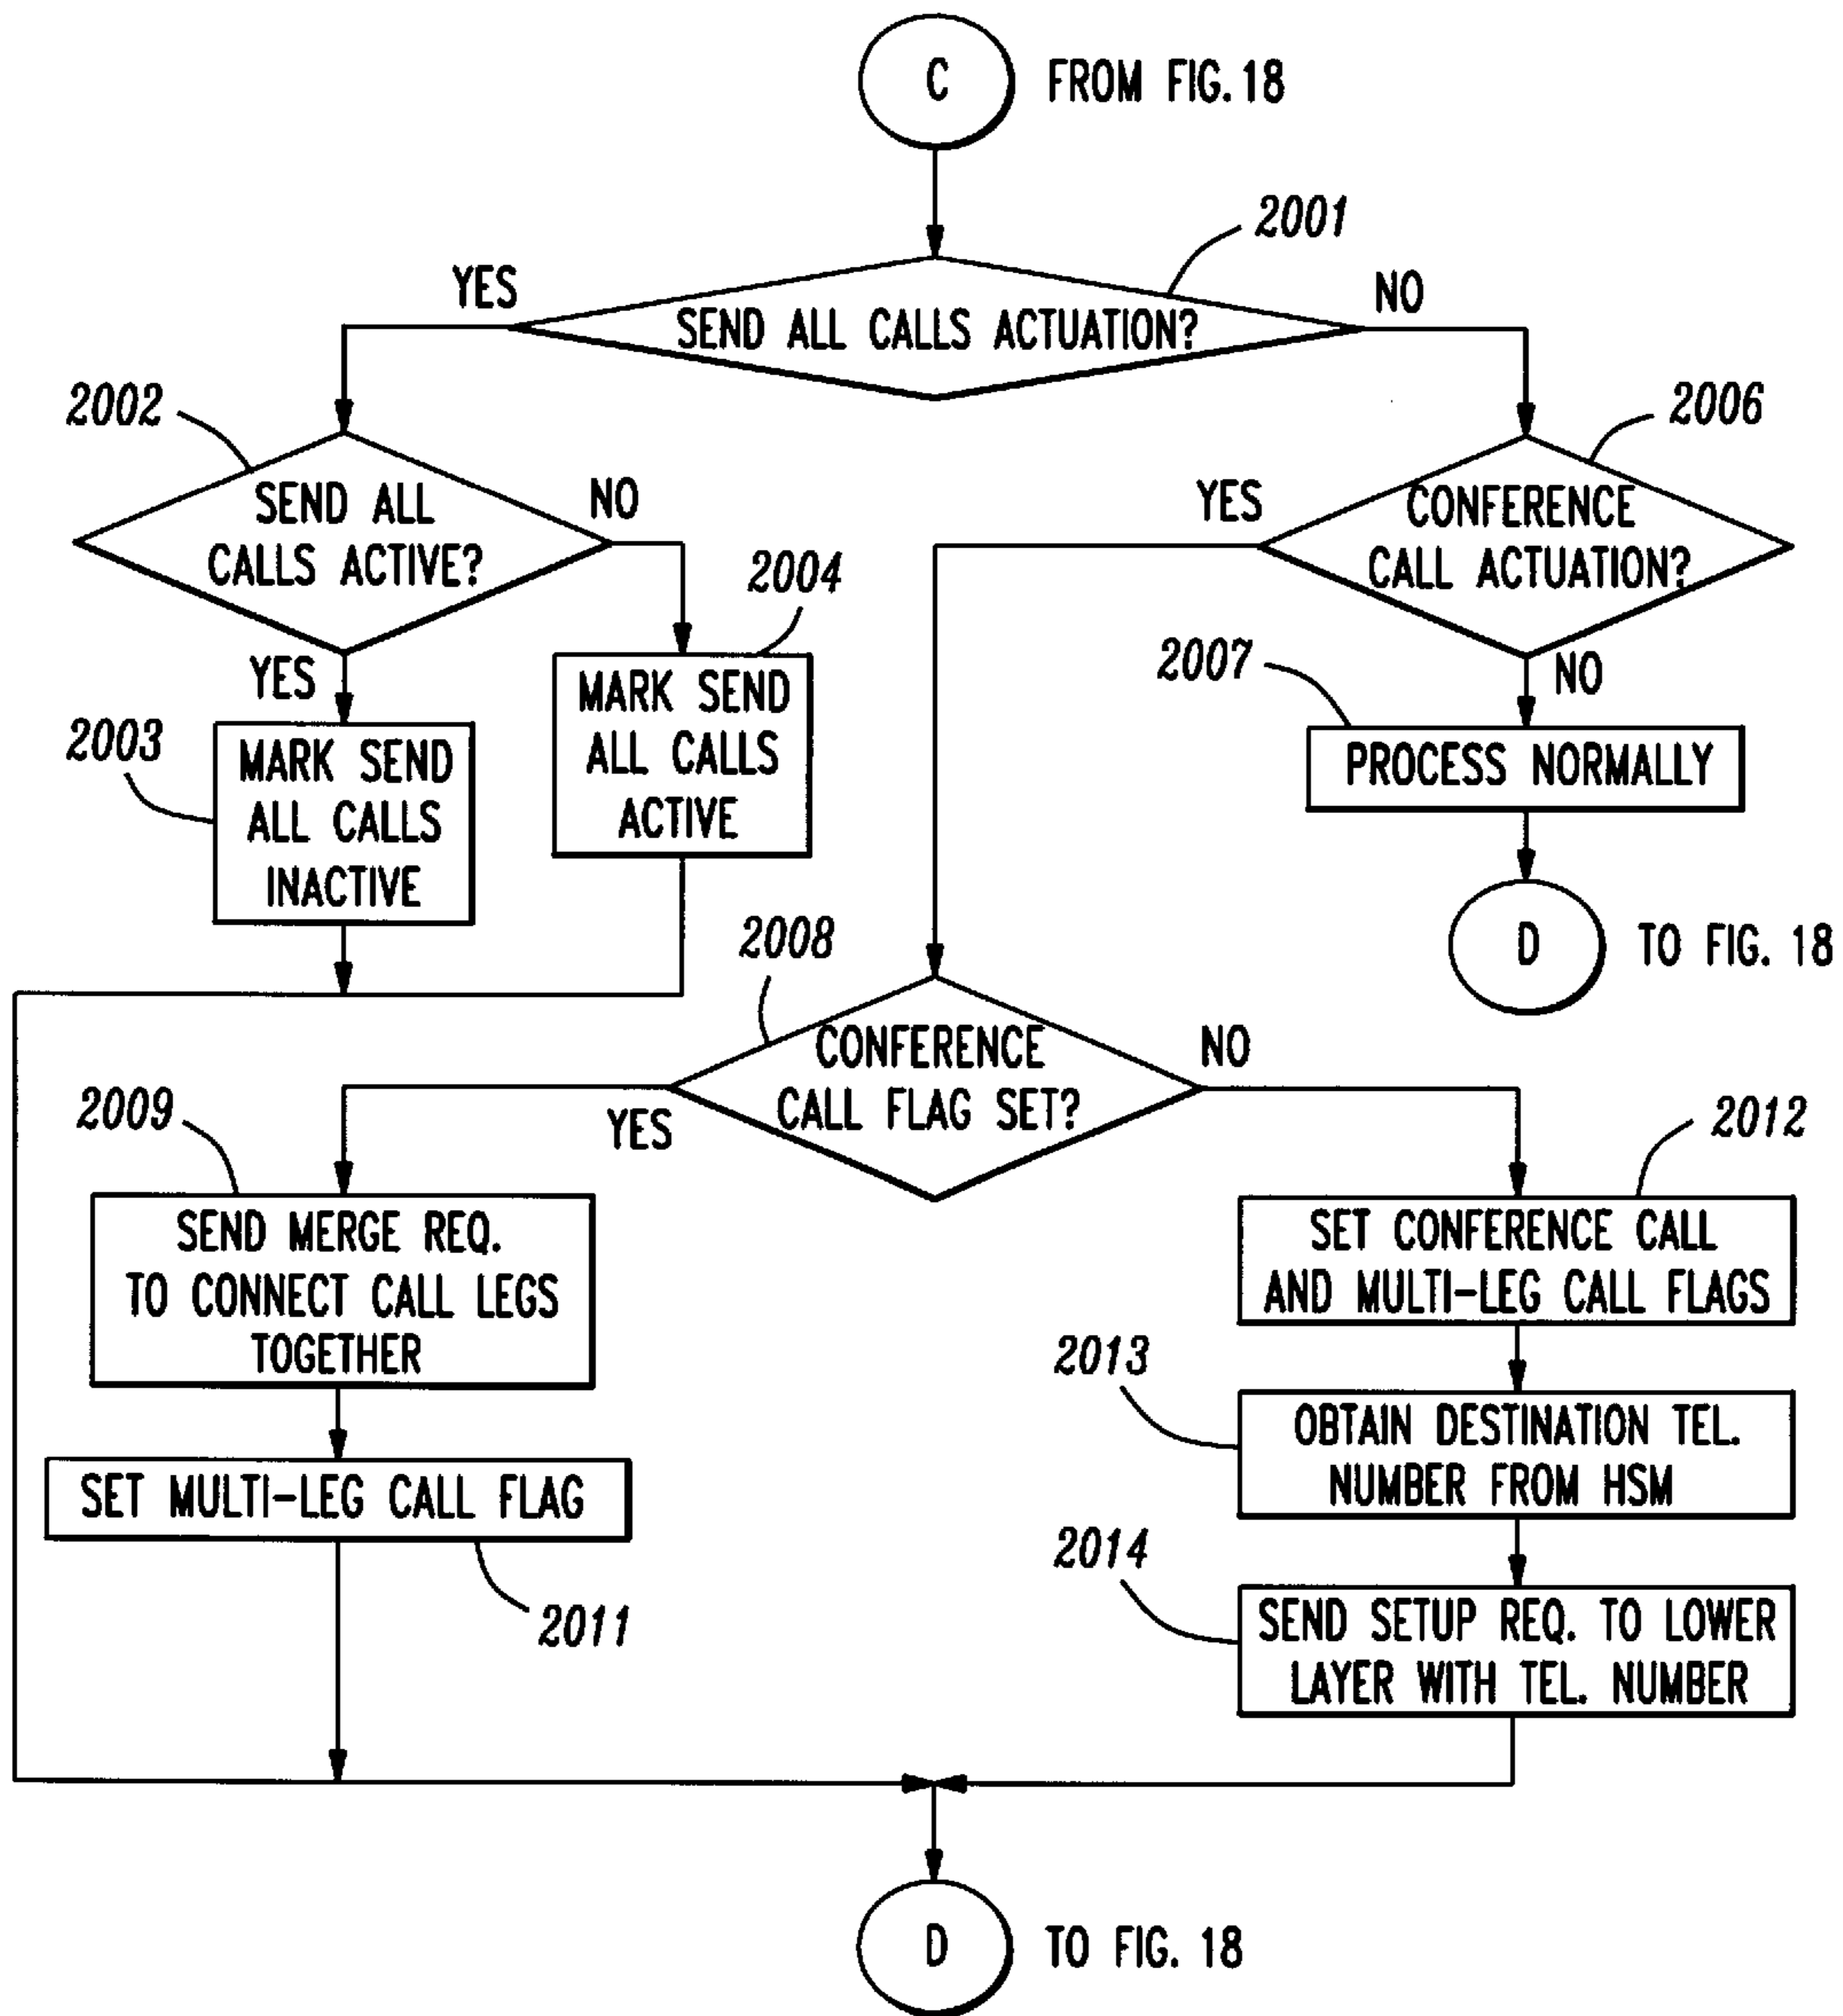 C FROM FIG.18
2001
YES
NO
SEND ALL CALLS ACTUATION?
2002
2006
SEND ALL
CALLS ACTIVE?
NO
YES
CONFERENCE
CALL ACTUATION?
2004
YES
2007
NO
MARK SEND
ALL CALLS
ACTIVE
2003
MARK SEND
ALL CALLS
INACTIVE
PROCESS NORMALLY
2008
D TO FIG. 18
CONFERENCE
CALL FLAG SET?
NO
YES
2009
2012
SEND MERGE REQ.
TO CONNECT CALL LEGS
TOGETHER
SET CONFERENCE CALL
AND MULTI-LEG CALL FLAGS
2013
OBTAIN DESTINATION TEL.
NUMBER FROM HSM
SET MULTI-LEG CALL FLAG
2014
2011
SEND SETUP REQ. TO LOWER
LAYER WITH TEL. NUMBER
D TO FIG. 18